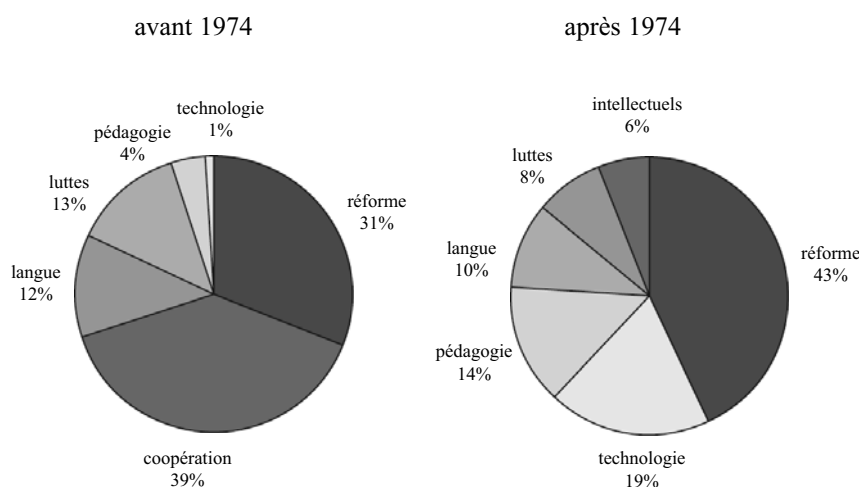 avant 1974
technologie
1%
pédagogie
4%
luttes
13%
langue
12%
réforme
31%
coopération
39%
après 1974
intellectuels
6%
luttes
8%
langue
10%
pédagogie
14%
réforme
43%
technologie
19%